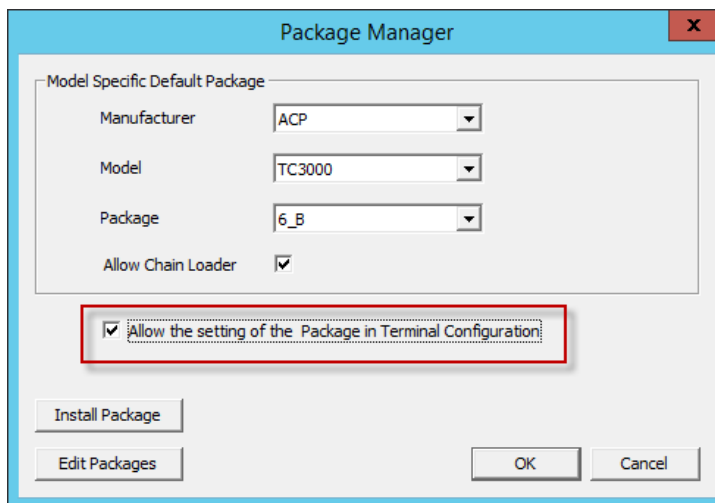 Package Manager
x
Model Specific Default Package
Manufacturer
ACP
Model
TC3000
Package
6_B
Allow Chain Loader
Allow the setting of the  Package in Terminal Configuration
Install Package
Edit Packages
OK
Cancel